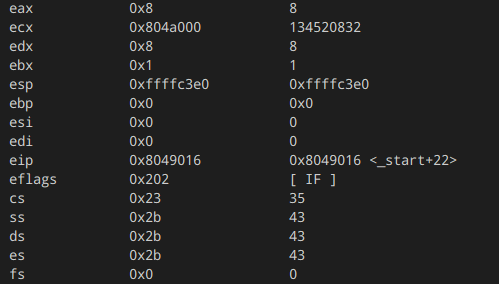 eax 0x8 8
ecx 0x804a000 134520832
edx 0x8 8
ebx 0x1 1
esp 0xffffc3e0 0xffffc3e0
ebp 0x0 0x0
esi 0x0 0
edi 0x0 0
eip 0x8049016 0x8049016 <_start+22>
eflags 0x202 [ IF ]
cs 0x23 35
ss 0x2b 43
ds 0x2b 43
es 0x2b 43
fs 0x0 0